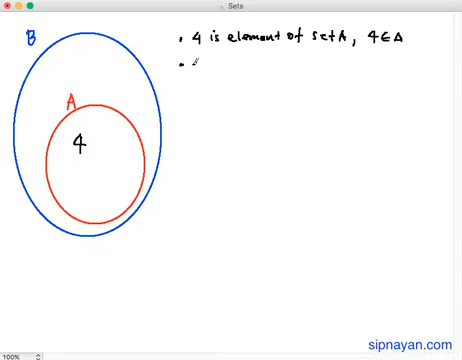 Sets
B
. 4 is element of set A, 4 ∈ A
.
A
4
100%
sipnayan.com